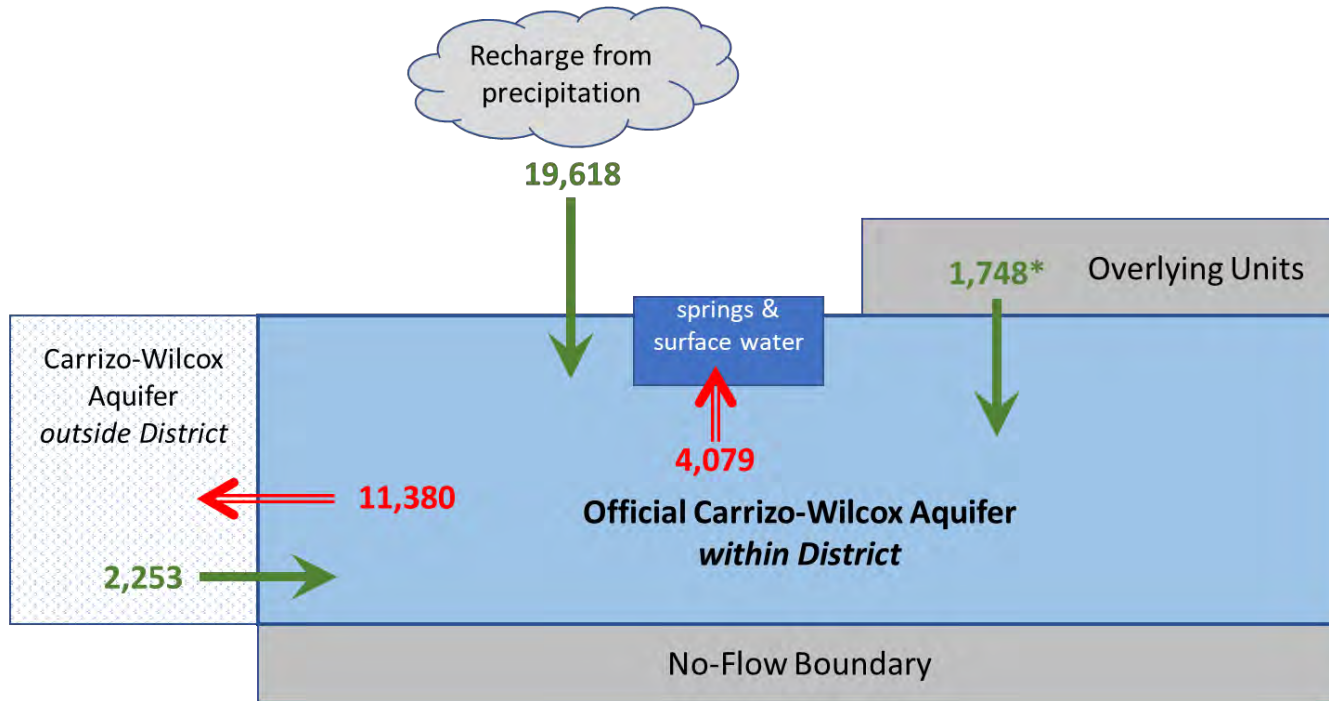 Recharge from
precipitation
19,618
1,748*
Overlying Units
springs &
surface water
Carrizo-Wilcox
Aquifer
outside District
4,079
11,380
Official Carrizo-Wilcox Aquifer
within District
2,253
No-Flow Boundary